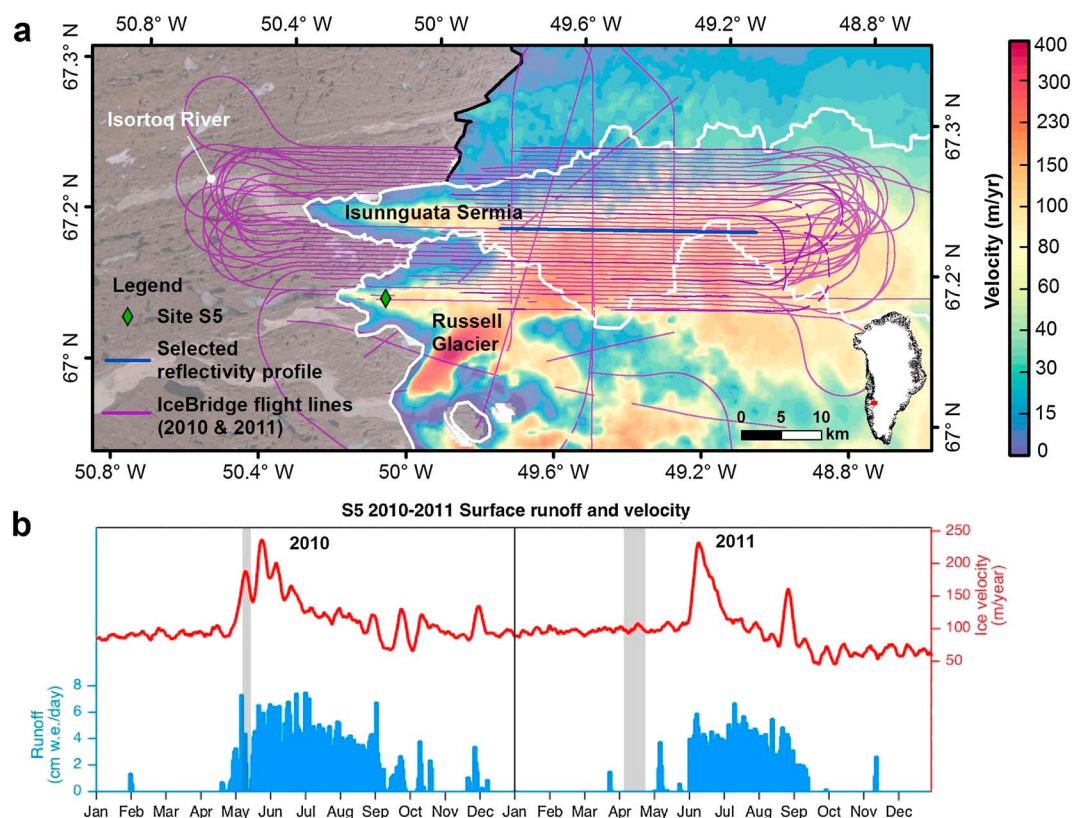 a
50.8° W 50.4° W 50° W 49.6° W 49.2° W 48.8° W
67.3° N
67.2° N
67° N
Isortoq River
Isunnguata Sermia
Russell
Glacier
Legend
Site S5
Selected
reflectivity profile
IceBridge flight lines
(2010 & 2011)
0 5 10
km
67.3° N
67.2° N
67° N
50.8° W 50.4° W 50° W 49.6° W 49.2° W 48.8° W
Velocity (m/yr)
400
300
230
150
100
80
60
40
30
15
0
b
S5 2010-2011 Surface runoff and velocity
2010
2011
250
200
150
100
50
Ice velocity
(m/year)
8
6
4
2
0
Runoff
(cm w.e./day)
Jan Feb Mar Apr May Jun Jul Aug Sep Oct Nov Dec Jan Feb Mar Apr May Jun Jul Aug Sep Oct Nov Dec